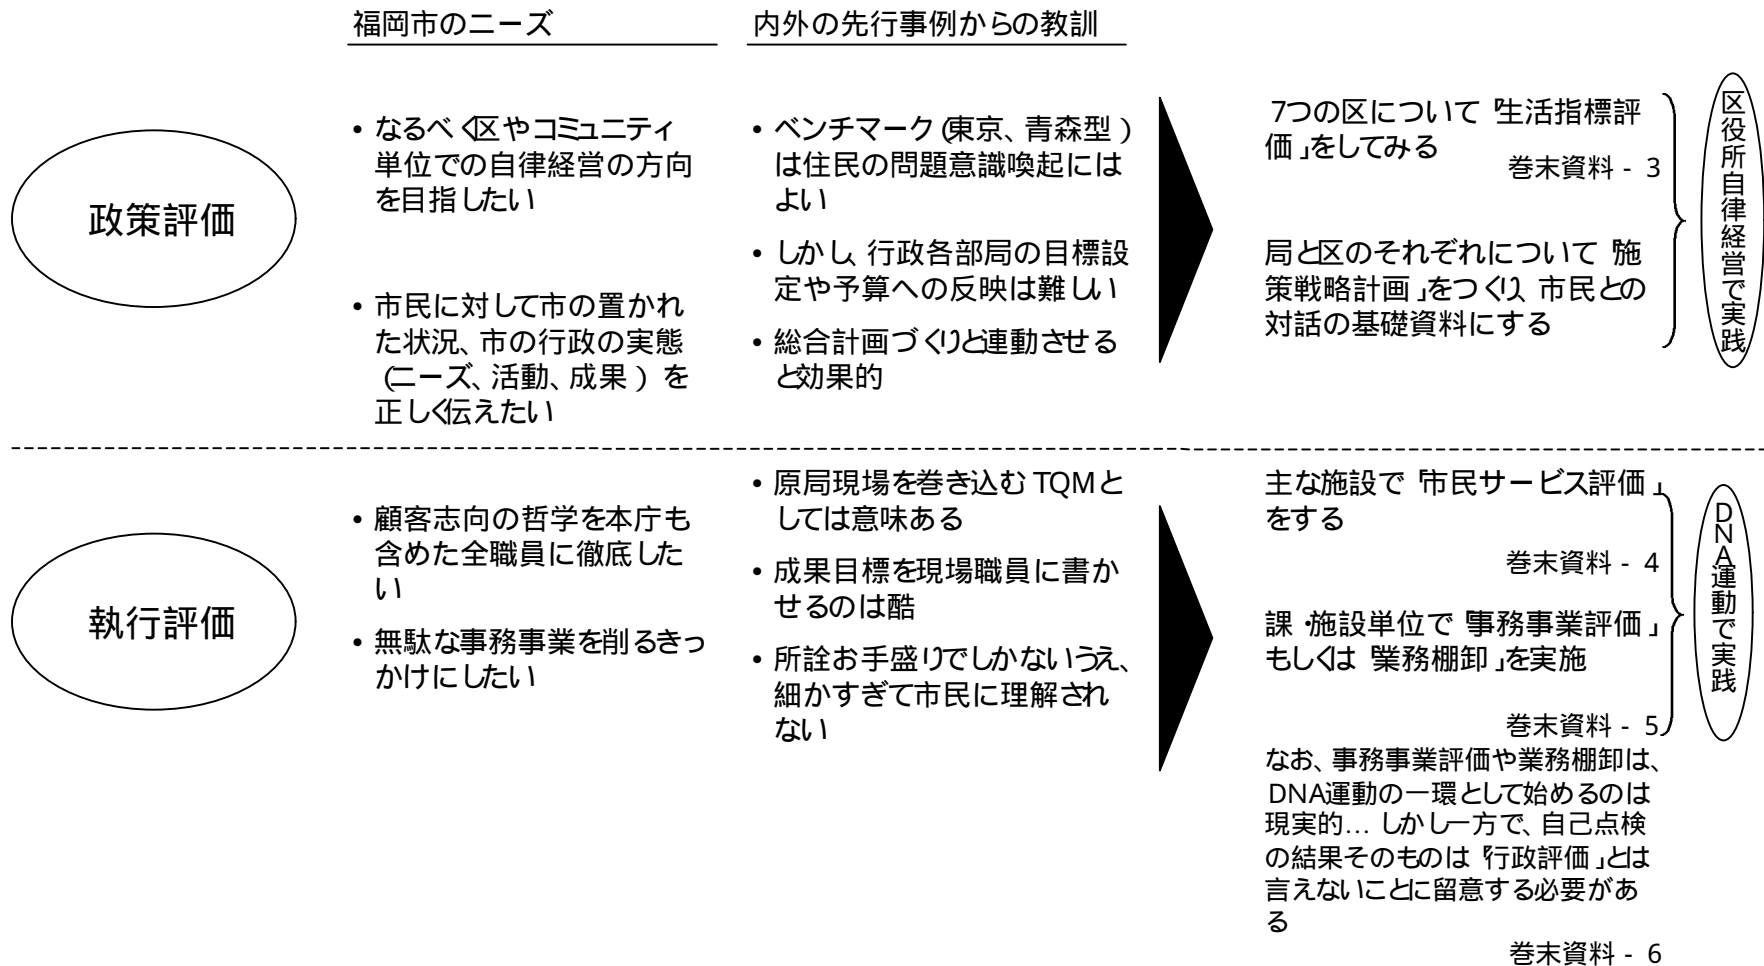 福岡市のニーズ
内外の先行事例からの教訓
政策評価
• なるべく区やコミュニティ
単位での自律経営の方向
を目指したい
• 市民に対して市の置かれ
た状況、市の行政の実態
(ニーズ、活動、成果)を
正しく伝えたい
• ベンチマーク(東京、青森型)
は住民の問題意識喚起には
よい
• しかし、行政各部局の目標設
定や予算への反映は難しい
• 総合計画づくりと連動させる
と効果的
7つの区について『生活指標評
価』をしてみる
巻末資料 - 3
局と区のそれぞれについて『施
策戦略計画』をつくり、市民との
対話の基礎資料にする
区役所自律経営で実践
執行評価
• 顧客志向の哲学を本庁も
含めた全職員に徹底した
い
• 無駄な事務事業を削るきっ
かけにしたい
• 原局現場を巻き込むTQMと
しては意味ある
• 成果目標を現場職員に書か
せるのは酷
• 所詮お手盛りでしかないうえ、
細かすぎて市民に理解され
ない
主な施設で『市民サービス評価』
をする
巻末資料 - 4
課・施設単位で『事務事業評価』
もしくは『業務棚卸』を実施
巻末資料 - 5
なお、事務事業評価や業務棚卸は、
DNA運動の一環として始めるのは
現実的… しかし一方で、自己点検
の結果そのものは『行政評価』とは
言えないことに留意する必要があ
る
巻末資料 - 6
DNA運動で実践